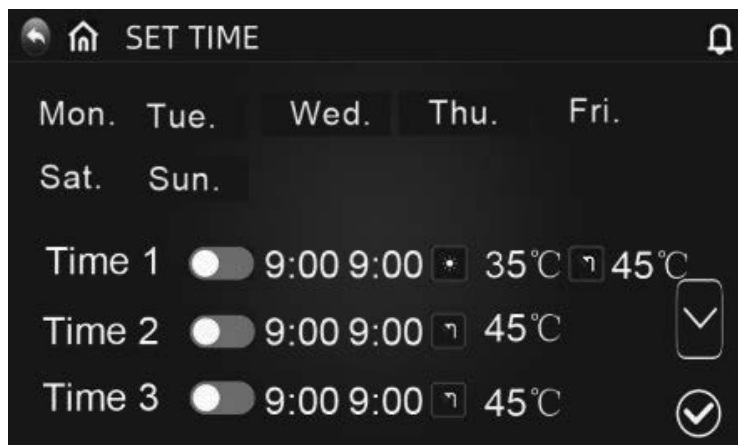 SET TIME
Mon. Tue. Wed. Thu. Fri.
Sat. Sun.
Time 1 9:00 9:00 35℃ 45℃
Time 2 9:00 9:00 45℃
Time 3 9:00 9:00 45℃